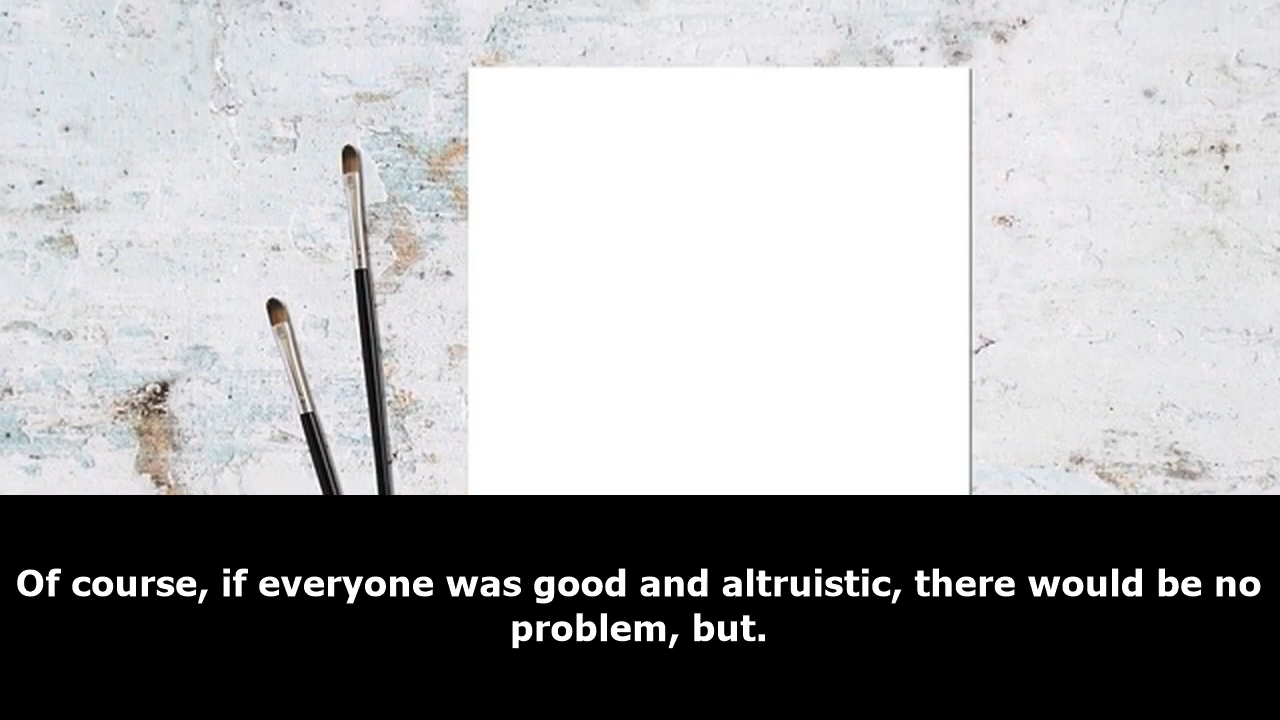 Of course, if everyone was good and altruistic, there would be no
problem, but.